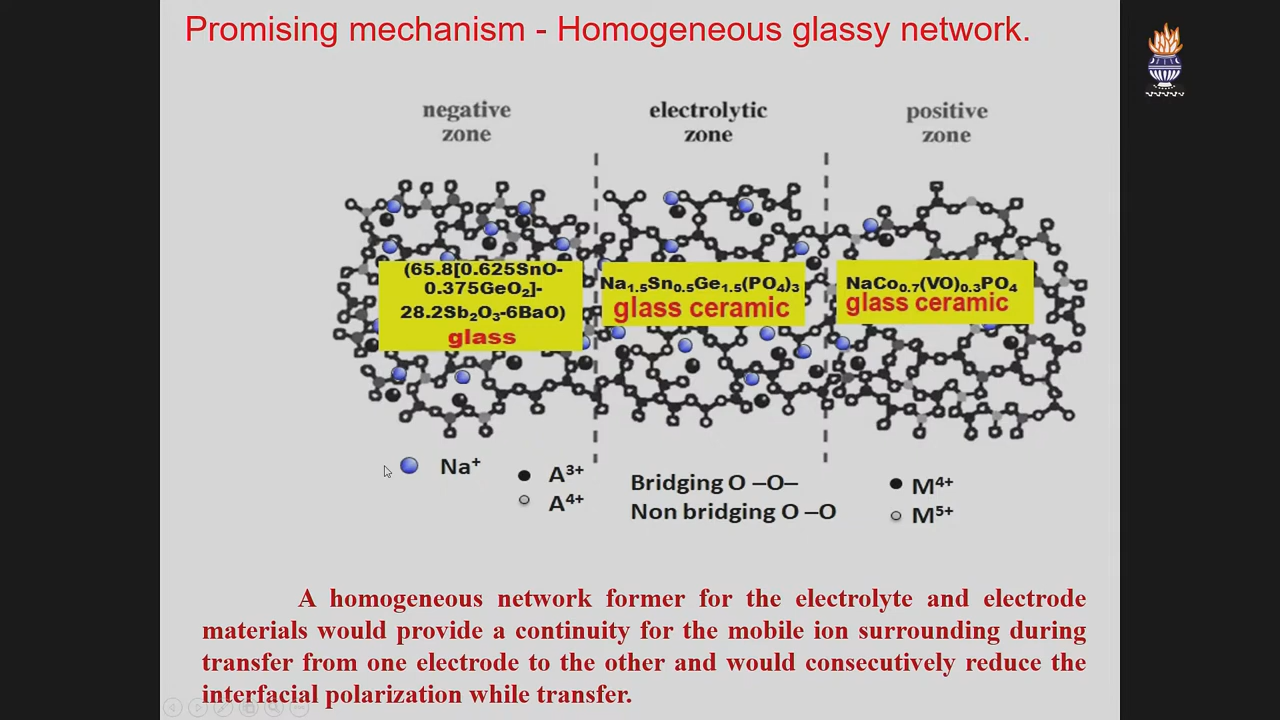 Promising mechanism - Homogeneous glassy network.
negative
zone
electrolytic
zone
positive
zone
(65.8[0.625SnO-
0.375GeO₂]-
28.2Sb₂O₃-6BaO)
glass
Na₁.₅Sn₀.₅Ge₁.₅(PO₄)₃
glass ceramic
NaCo₀.₇(VO)₀.₃PO₄
glass ceramic
Na⁺
A³⁺
A⁴⁺
Bridging O –O–
Non bridging O –O
M⁴⁺
M⁵⁺
A homogeneous network former for the electrolyte and electrode
materials would provide a continuity for the mobile ion surrounding during
transfer from one electrode to the other and would consecutively reduce the
interfacial polarization while transfer.